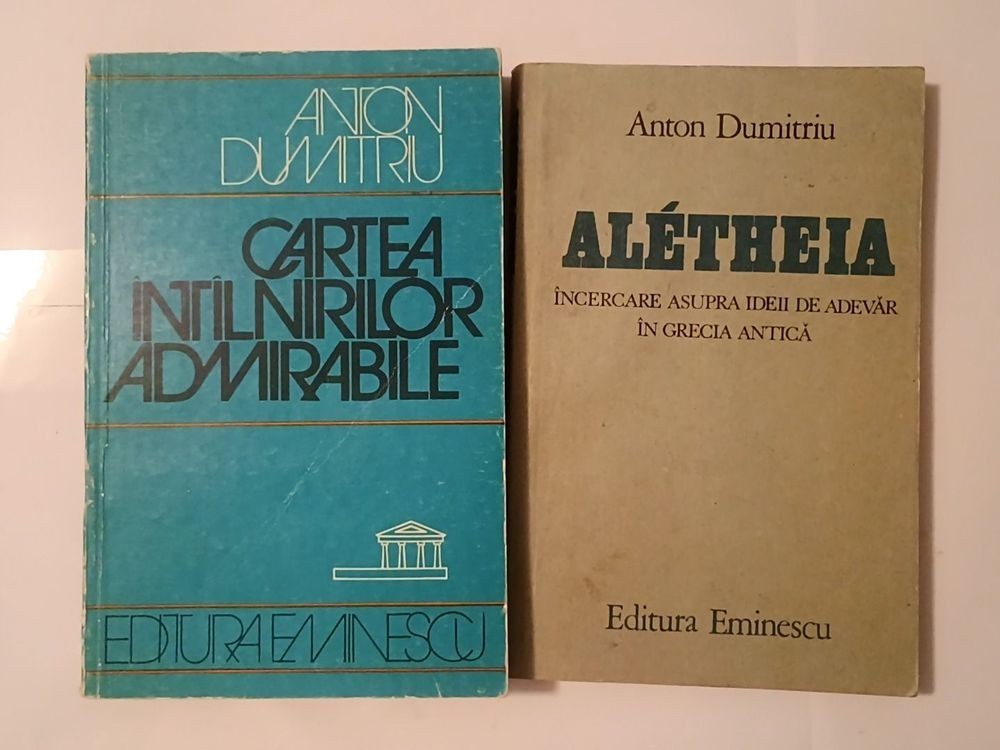 ANTON
DUMITRIU
CARTEA
ÎNTÎLNIRILOR
ADMIRABILE
EDITURA EMINESCU
Anton Dumitriu
ALÉTHEIA
ÎNCERCARE ASUPRA IDEII DE ADEVĂR
ÎN GRECIA ANTICĂ
Editura Eminescu